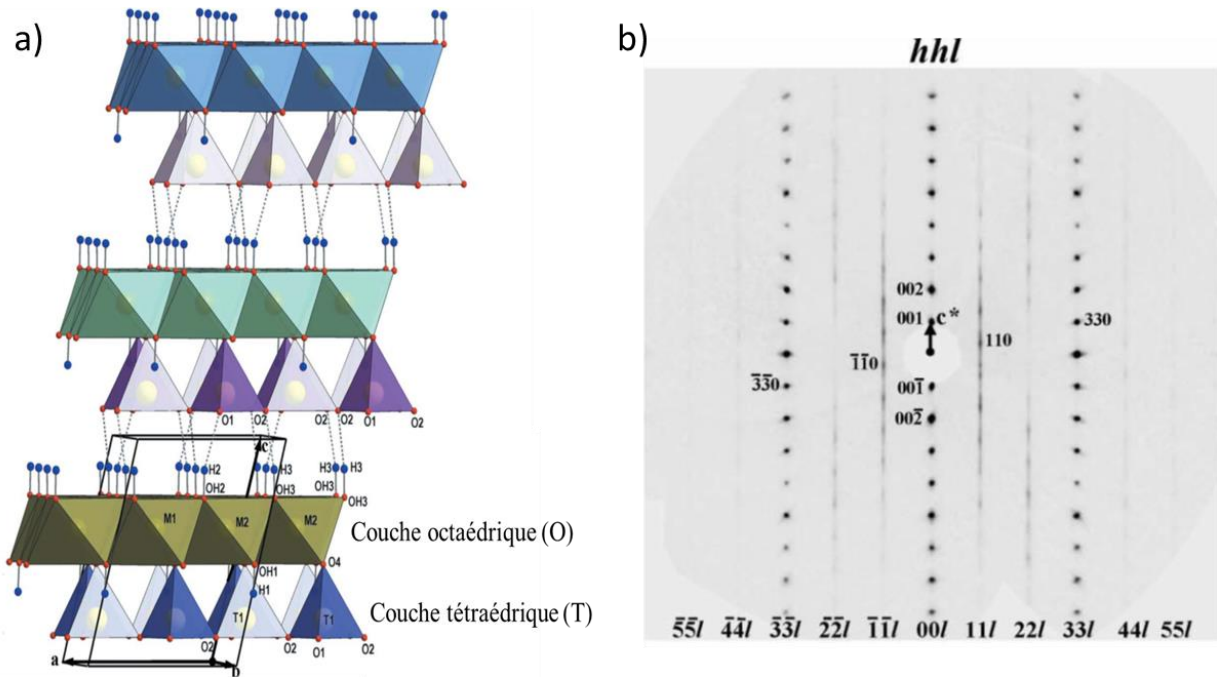 a)
b)
hhl
002
001 c*
110
330
1̅1̅0
3̅3̅0
001̅
002̅
5̅5̅l 4̅4̅l 3̅3̅l 2̅2̅l 1̅1̅l 00l 11l 22l 33l 44l 55l
O1 O2 O2 O2 O1 O2
c
H2 H3 H3
OH2 OH3 OH3 OH3
M1 M2 M2
Couche octaédrique (O)
O4
OH1
H1
Couche tétraédrique (T)
T1 T1
O2 O2 O1 O2
a b